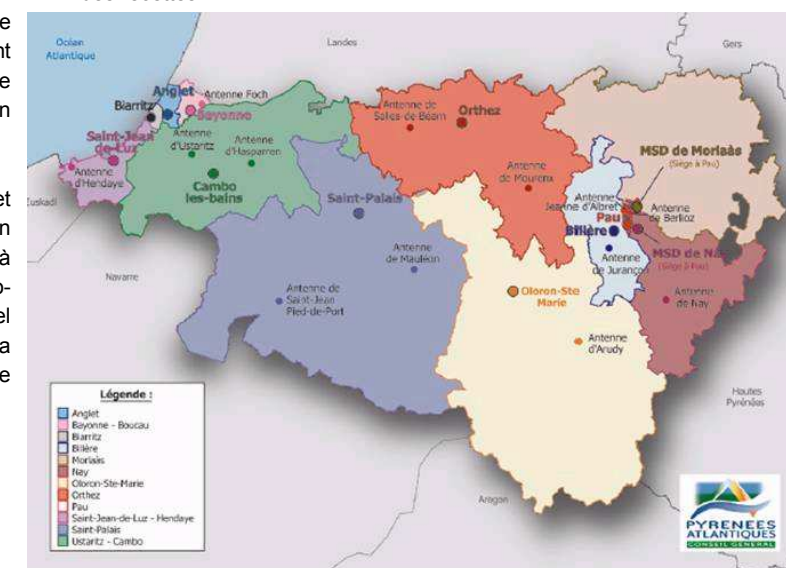 e
nt
e
n
et
n
à
p-
el
a
e
Océan
Atlantique
Landes
Gers
Anglet
Antenne Foch
Biarritz
Bayonne
Saint-Jean
de-Luz
Antenne
d'Ustaritz
Antenne
d'Hasparren
Antenne
d'Hendaye
Cambo
les-bains
Euskadi
Navarre
Antenne de
Salies-de-Béarn
Orthez
Antenne
de Mourenx
MSD de Morlaàs
(Siège à Pau)
Antenne
Jeanne d'Albret
Pau
Antenne
de Berlioz
Billère
MSD de Na
(Siège à Pau)
Antenne
de Jurançon
Antenne
de Nay
Saint-Palais
Antenne
de Mauléon
Antenne de
Saint-Jean
Pied-de-Port
Oloron-Ste
Marie
Antenne
d'Arudy
Hautes
Pyrénées
Aragon
Légende :
Anglet
Bayonne - Boucau
Biarritz
Billère
Morlaàs
Nay
Oloron-Ste-Marie
Orthez
Pau
Saint-Jean-de-Luz - Hendaye
Saint-Palais
Ustaritz - Cambo
PYRENEES
ATLANTIQUES
CONSEIL GENERAL